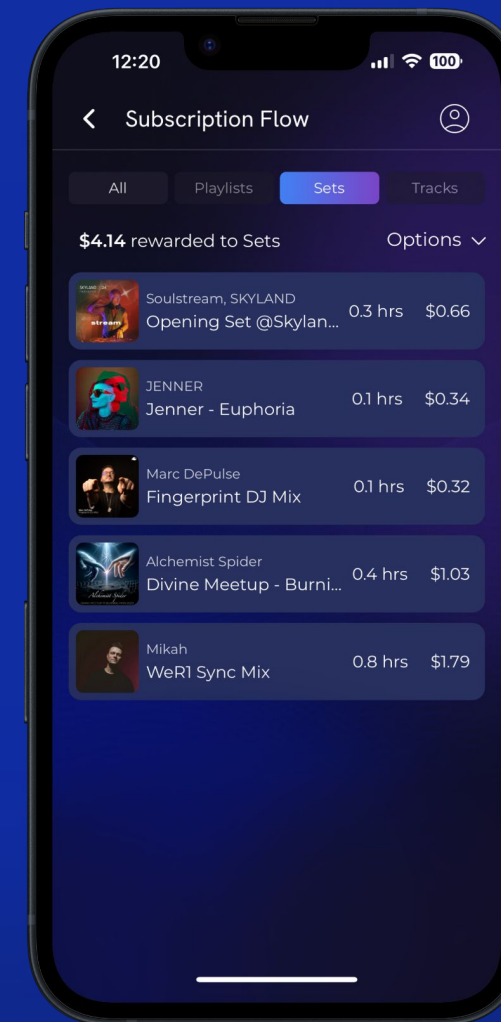 12:20
100
Subscription Flow
All Playlists Sets Tracks
$4.14 rewarded to Sets Options
stream
Soulstream, SKYLAND
Opening Set @Skylan... 0.3 hrs $0.66
JENNER
Jenner - Euphoria 0.1 hrs $0.34
Marc DePulse
Fingerprint DJ Mix 0.1 hrs $0.32
Alchemist Spider
Alchemist Spider
Divine Meetup - Burni... 0.4 hrs $1.03
Mikah
WeR1 Sync Mix 0.8 hrs $1.79